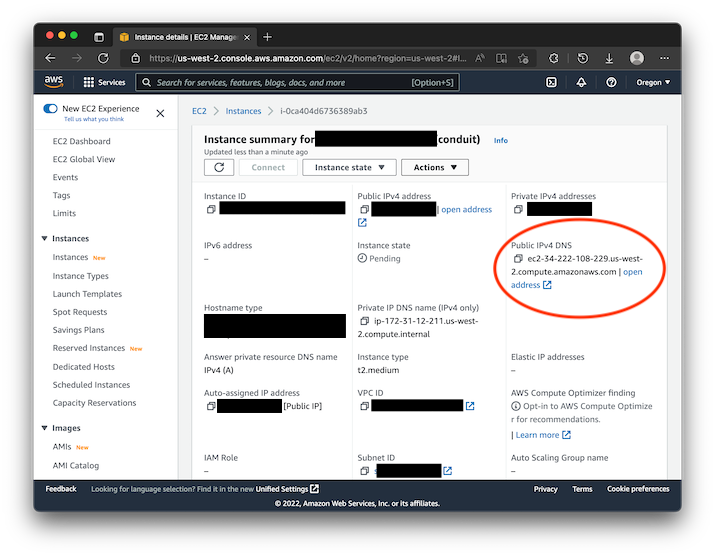 Instance details | EC2 Manag
https://us-west-2.console.aws.amazon.com/ec2/v2/home?region=us-west-2#I...
aws
Services
Search for services, features, blogs, docs, and more
[Option+S]
Oregon
New EC2 Experience
Tell us what you think
EC2 Dashboard
EC2 Global View
Events
Tags
Limits
Instances
Instances New
Instance Types
Launch Templates
Spot Requests
Savings Plans
Reserved Instances New
Dedicated Hosts
Scheduled Instances
Capacity Reservations
Images
AMIs New
AMI Catalog
EC2 > Instances > i-0ca404d6736389ab3
Instance summary for conduit) Info
Updated less than a minute ago
Connect
Instance state
Actions
Instance ID
Public IPv4 address
| open address
Private IPv4 addresses
IPv6 address
–
Instance state
Pending
Public IPv4 DNS
ec2-34-222-108-229.us-west-
2.compute.amazonaws.com | open
address
Hostname type
Private IP DNS name (IPv4 only)
ip-172-31-12-211.us-west-
2.compute.internal
Answer private resource DNS name
IPv4 (A)
Instance type
t2.medium
Elastic IP addresses
–
Auto-assigned IP address
[Public IP]
VPC ID
AWS Compute Optimizer finding
Opt-in to AWS Compute Optimize
r for recommendations.
| Learn more
IAM Role
–
Subnet ID
Auto Scaling Group name
–
Feedback
Looking for language selection? Find it in the new Unified Settings
Privacy
Terms
Cookie preferences
© 2022, Amazon Web Services, Inc. or its affiliates.